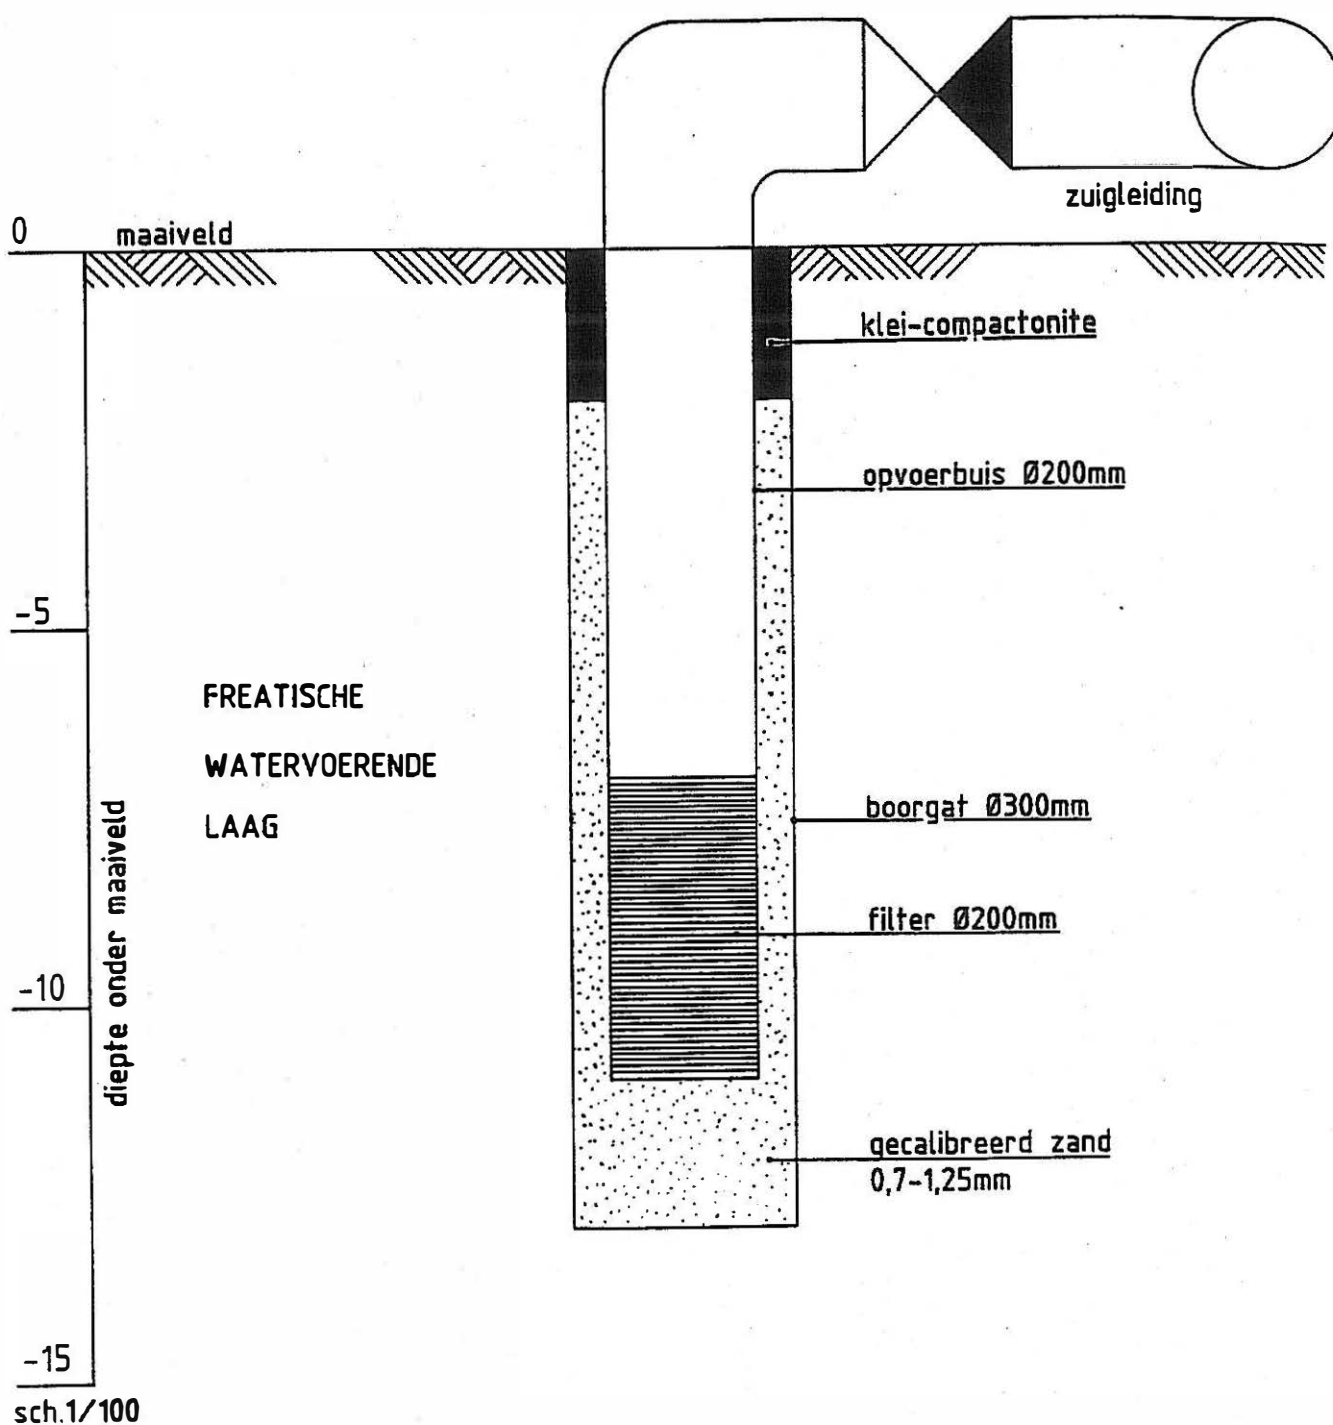 zuigleiding
0
maaiveld
klei-compactonite
opvoerbuis Ø200mm
-5
FREATISCHE
WATERVOERENDE
LAAG
boorgat Ø300mm
filter Ø200mm
-10
diepte onder maaiveld
gecalibreerd zand
0,7-1,25mm
-15
sch.1/100